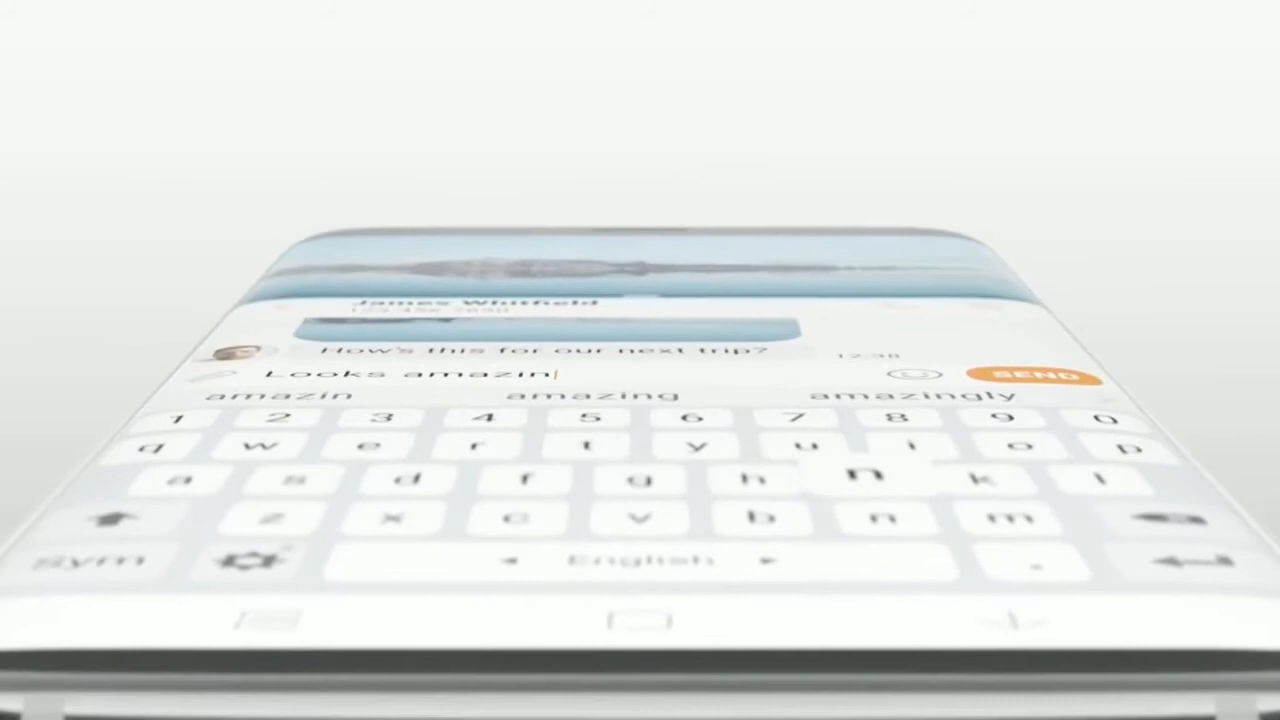 James Whitfield
How's this for our next trip? 12:38
Looks amazin SEND
amazin amazing amazingly
1 2 3 4 5 6 7 8 9 0
q w e r t y u i o p
a s d f g h n k l
z x c v b n m
Sym English .